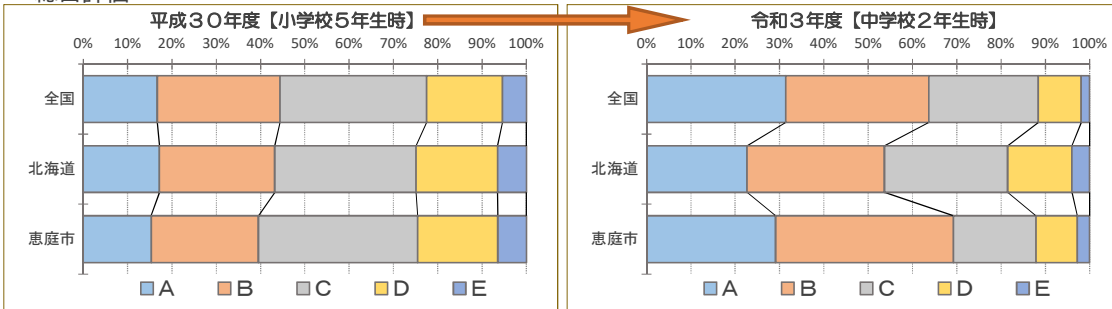 平成３０年度【小学校５年生時】
0% 10% 20% 30% 40% 50% 60% 70% 80% 90% 100%
全国
北海道
恵庭市
A B C D E
令和３年度【中学校２年生時】
0% 10% 20% 30% 40% 50% 60% 70% 80% 90% 100%
全国
北海道
恵庭市
A B C D E